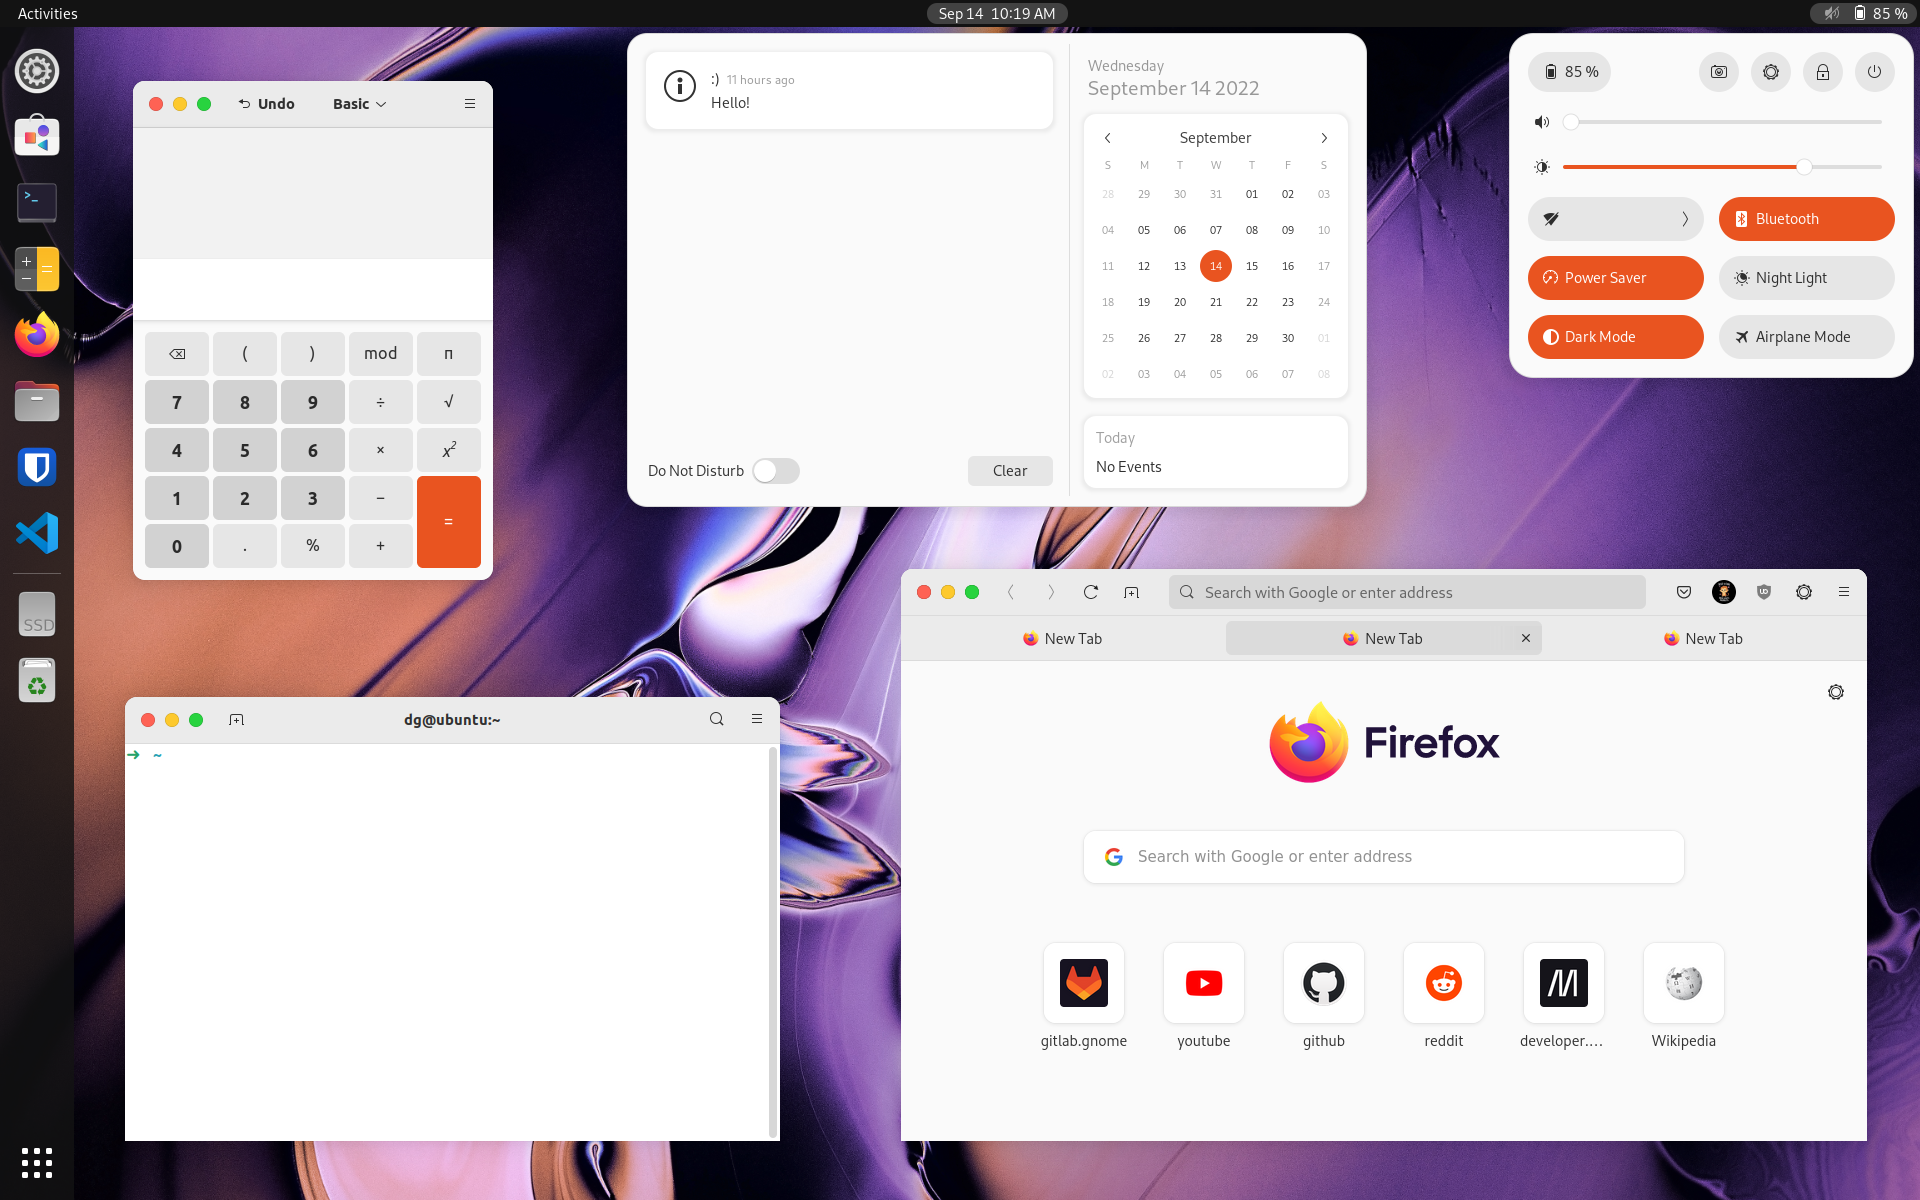 Activities
Sep 14 10:19 AM
85 %
Undo
Basic
( ) mod π
7 8 9 ÷ √
4 5 6 × x²
1 2 3 − =
0 . % +
:) 11 hours ago
Hello!
Do Not Disturb
Clear
Wednesday
September 14 2022
September
S M T W T F S
28 29 30 31 01 02 03
04 05 06 07 08 09 10
11 12 13 14 15 16 17
18 19 20 21 22 23 24
25 26 27 28 29 30 01
02 03 04 05 06 07 08
Today
No Events
85 %
Bluetooth
Power Saver
Night Light
Dark Mode
Airplane Mode
SSD
dg@ubuntu:~
➜ ~
Search with Google or enter address
New Tab
New Tab
New Tab
Firefox
Search with Google or enter address
gitlab.gnome
youtube
github
reddit
developer.…
Wikipedia